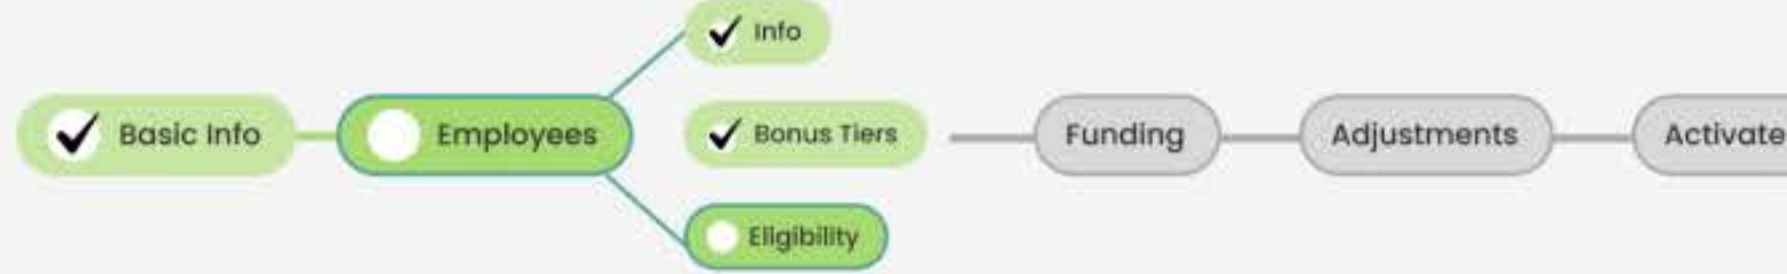 Info
Basic Info
Employees
Bonus Tiers
Funding
Adjustments
Activate
Eligibility